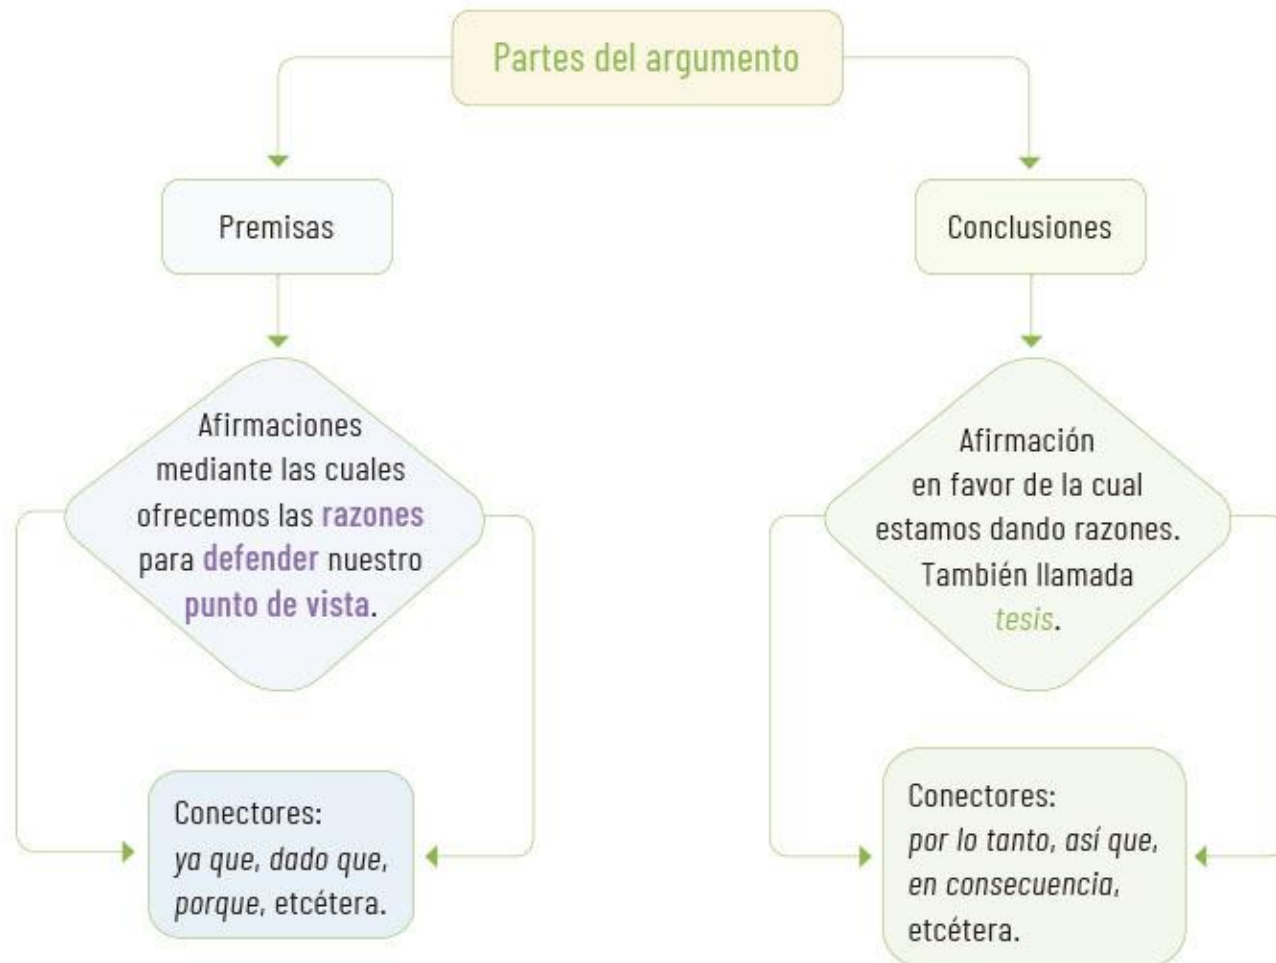 Partes del argumento
Premisas
Conclusiones
Afirmaciones
mediante las cuales
ofrecemos las razones
para defender nuestro
punto de vista.
Afirmación
en favor de la cual
estamos dando razones.
También llamada
tesis.
Conectores:
ya que, dado que,
porque, etcétera.
Conectores:
por lo tanto, así que,
en consecuencia,
etcétera.